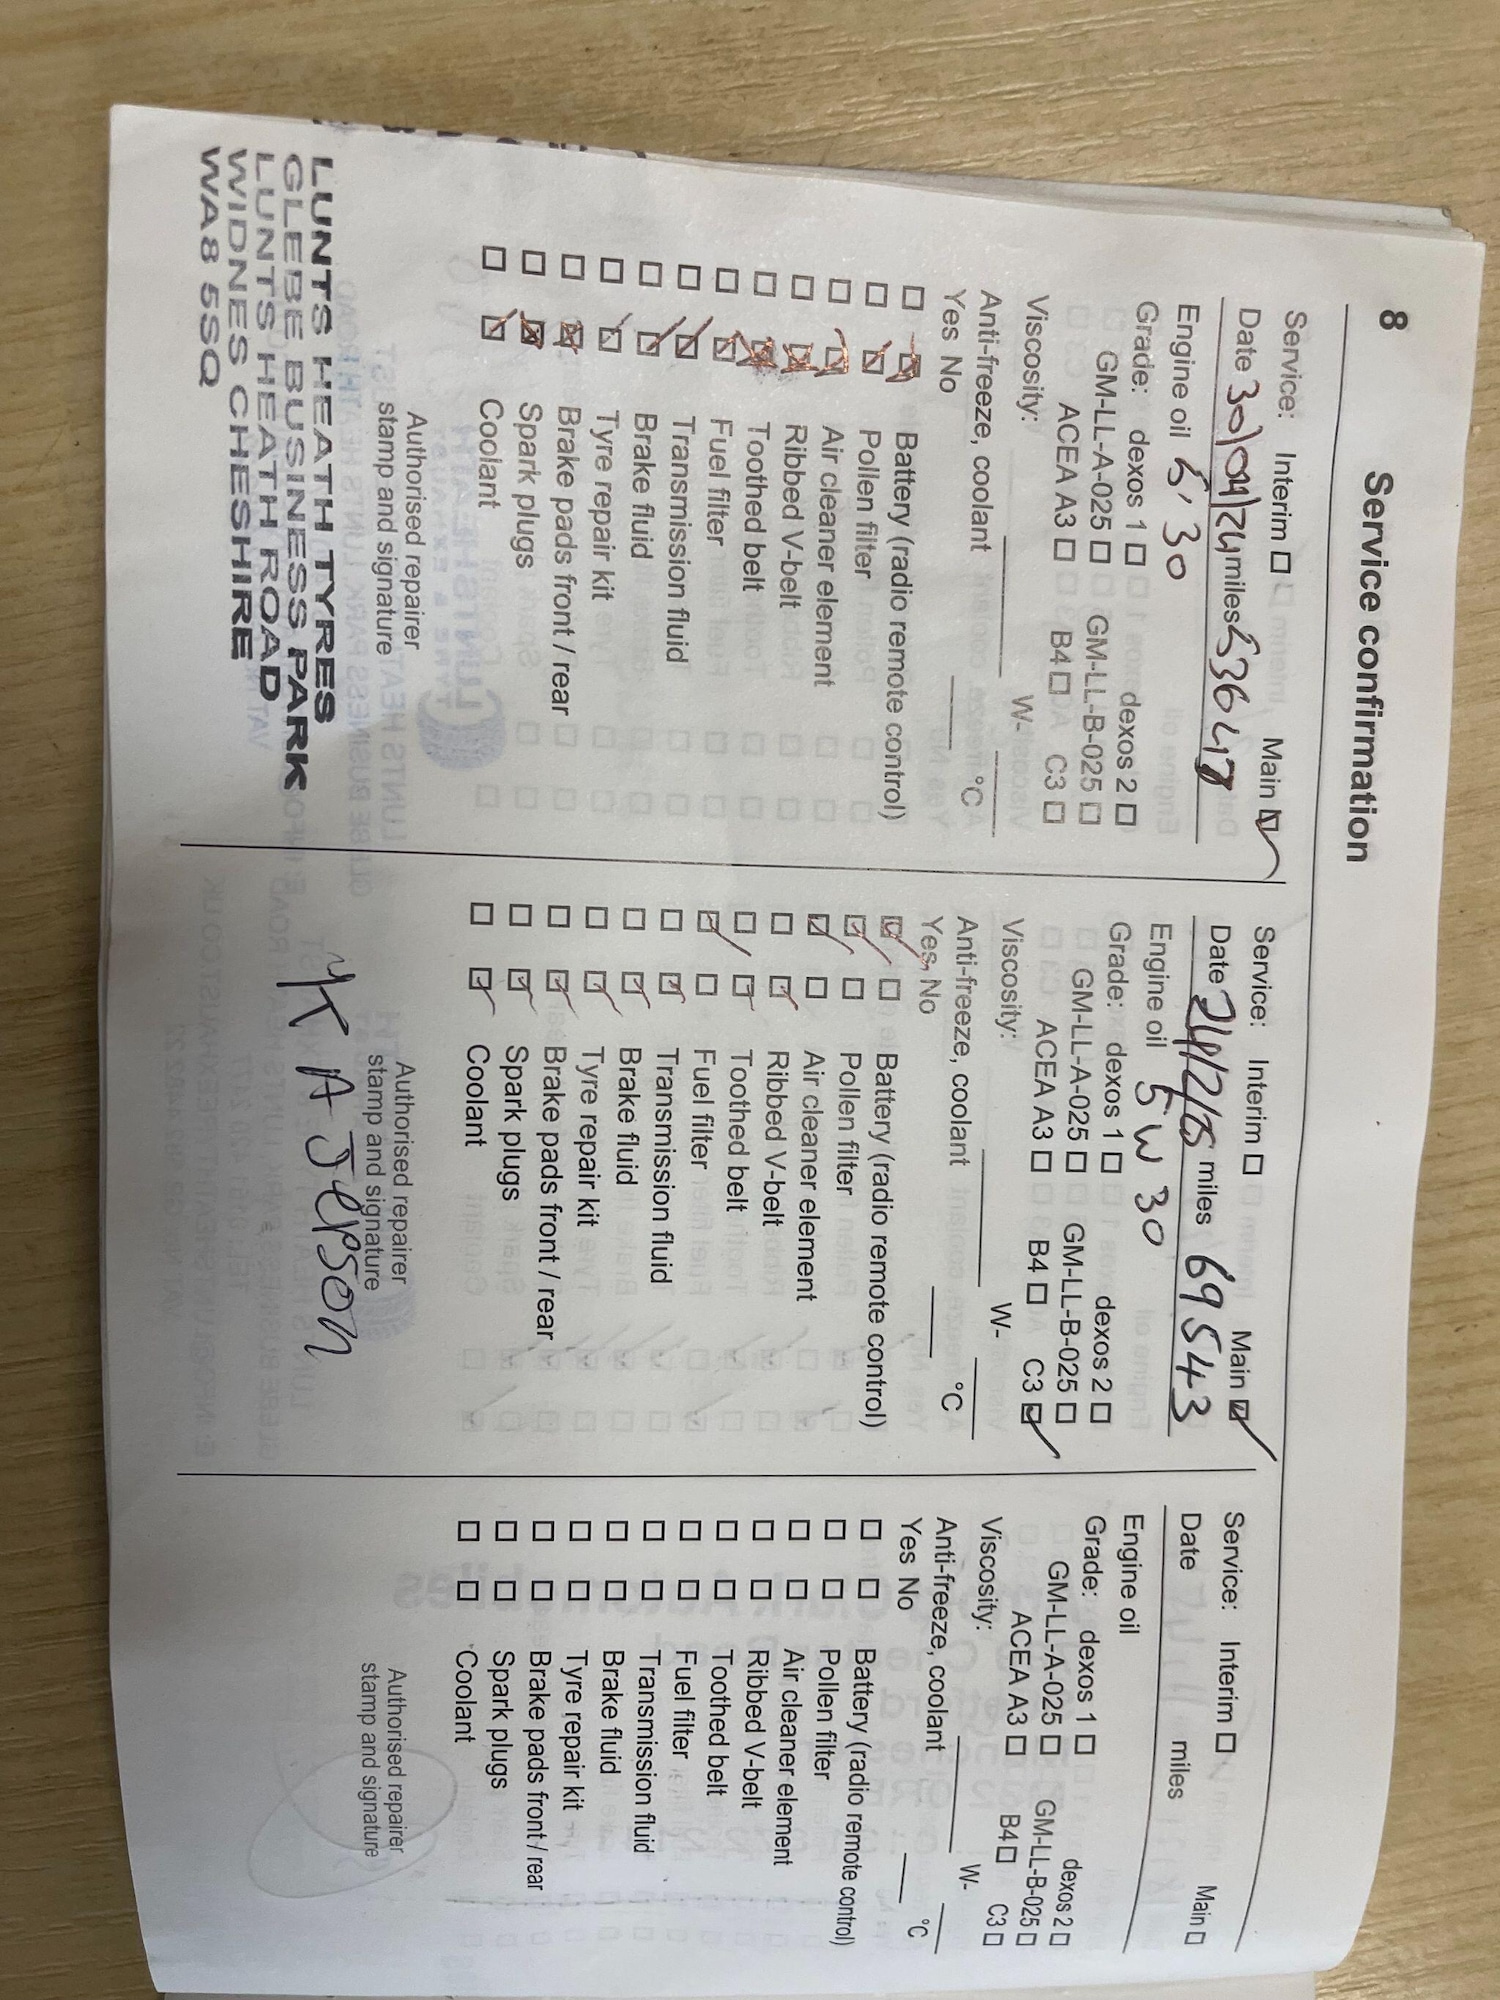 8 Service confirmation
Service: Interim ☐ Main ☑
Date 30/04/24 miles 63647
Engine oil 5'30
Grade: dexos 1 ☐ dexos 2 ☐
GM-LL-A-025 ☐ GM-LL-B-025 ☐
ACEA A3 ☐ B4 ☐ C3 ☐
Viscosity: W-
Anti-freeze, coolant °C
Yes No
Battery (radio remote control)
Pollen filter
Air cleaner element
Ribbed V-belt
Toothed belt
Fuel filter
Transmission fluid
Brake fluid
Tyre repair kit
Brake pads front / rear
Spark plugs
Coolant
Authorised repairer
stamp and signature
LUNTS HEATH TYRES
GLEBE BUSINESS PARK
LUNTS HEATH ROAD
WIDNES CHESHIRE
WA8 5SQ
Service: Interim ☐ Main ☑
Date 24/2/25 miles 69543
Engine oil 5W30
Grade: dexos 1 ☐ dexos 2 ☐
GM-LL-A-025 ☐ GM-LL-B-025 ☐
ACEA A3 ☐ B4 ☐ C3 ☑
Viscosity: W-
Anti-freeze, coolant °C
Yes No
Battery (radio remote control)
Pollen filter
Air cleaner element
Ribbed V-belt
Toothed belt
Fuel filter
Transmission fluid
Brake fluid
Tyre repair kit
Brake pads front / rear
Spark plugs
Coolant
Authorised repairer
stamp and signature
K A Jepson
Service: Interim ☐ Main ☐
Date miles
Engine oil
Grade: dexos 1 ☐ dexos 2 ☐
GM-LL-A-025 ☐ GM-LL-B-025 ☐
ACEA A3 ☐ B4 ☐ C3 ☐
Viscosity: W-
Anti-freeze, coolant °C
Yes No
Battery (radio remote control)
Pollen filter
Air cleaner element
Ribbed V-belt
Toothed belt
Fuel filter
Transmission fluid
Brake fluid
Tyre repair kit
Brake pads front / rear
Spark plugs
Coolant
Authorised repairer
stamp and signature